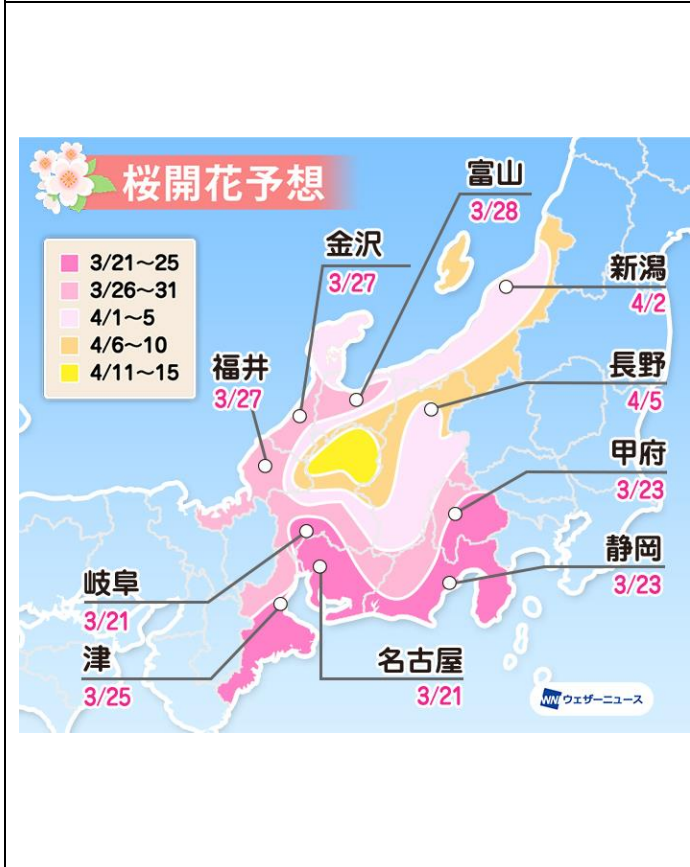 桜開花予想
3/21～25
3/26～31
4/1～5
4/6～10
4/11～15
富山
3/28
金沢
3/27
新潟
4/2
福井
3/27
長野
4/5
甲府
3/23
静岡
3/23
岐阜
3/21
津
3/25
名古屋
3/21
WNI ウェザーニュース